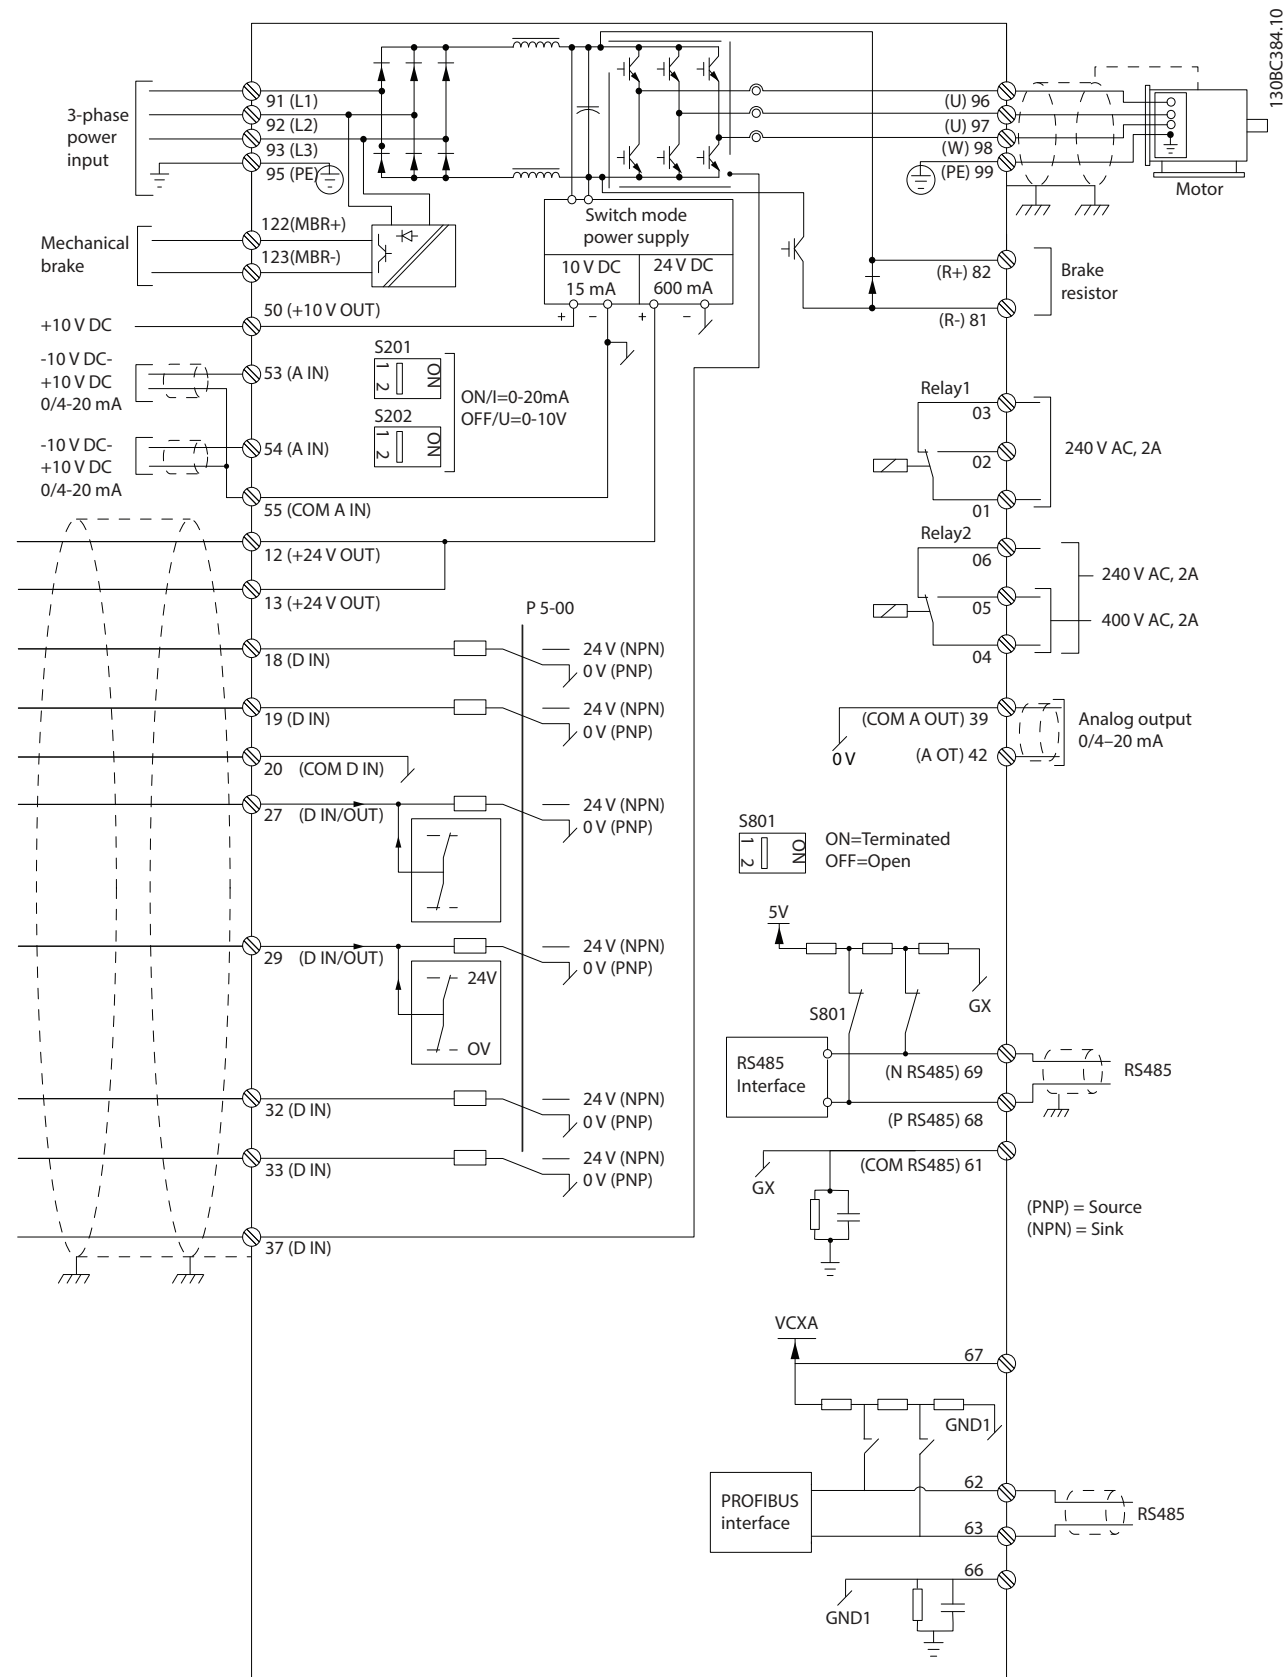 130BC384.10
3-phase
power
input
91 (L1)
92 (L2)
93 (L3)
95 (PE)
(U) 96
(U) 97
(W) 98
(PE) 99
Motor
Mechanical
brake
122(MBR+)
123(MBR-)
Switch mode
power supply
10 V DC
15 mA
24 V DC
600 mA
+
−
+
−
(R+) 82
(R-) 81
Brake
resistor
+10 V DC
50 (+10 V OUT)
-10 V DC-
+10 V DC
0/4-20 mA
53 (A IN)
-10 V DC-
+10 V DC
0/4-20 mA
54 (A IN)
55 (COM A IN)
S201
1
2
ON
S202
1
2
ON
ON/I=0-20mA
OFF/U=0-10V
12 (+24 V OUT)
13 (+24 V OUT)
P 5-00
18 (D IN)
24 V (NPN)
0 V (PNP)
19 (D IN)
24 V (NPN)
0 V (PNP)
20 (COM D IN)
27 (D IN/OUT)
24 V (NPN)
0 V (PNP)
29 (D IN/OUT)
24 V (NPN)
0 V (PNP)
24V
OV
32 (D IN)
24 V (NPN)
0 V (PNP)
33 (D IN)
24 V (NPN)
0 V (PNP)
37 (D IN)
Relay1
03
02
01
240 V AC, 2A
Relay2
06
05
04
240 V AC, 2A
400 V AC, 2A
(COM A OUT) 39
0 V
(A OT) 42
Analog output
0/4–20 mA
S801
1
2
ON
ON=Terminated
OFF=Open
5V
GX
S801
RS485
Interface
(N RS485) 69
(P RS485) 68
RS485
(COM RS485) 61
GX
(PNP) = Source
(NPN) = Sink
VCXA
67
GND1
PROFIBUS
interface
62
63
RS485
66
GND1